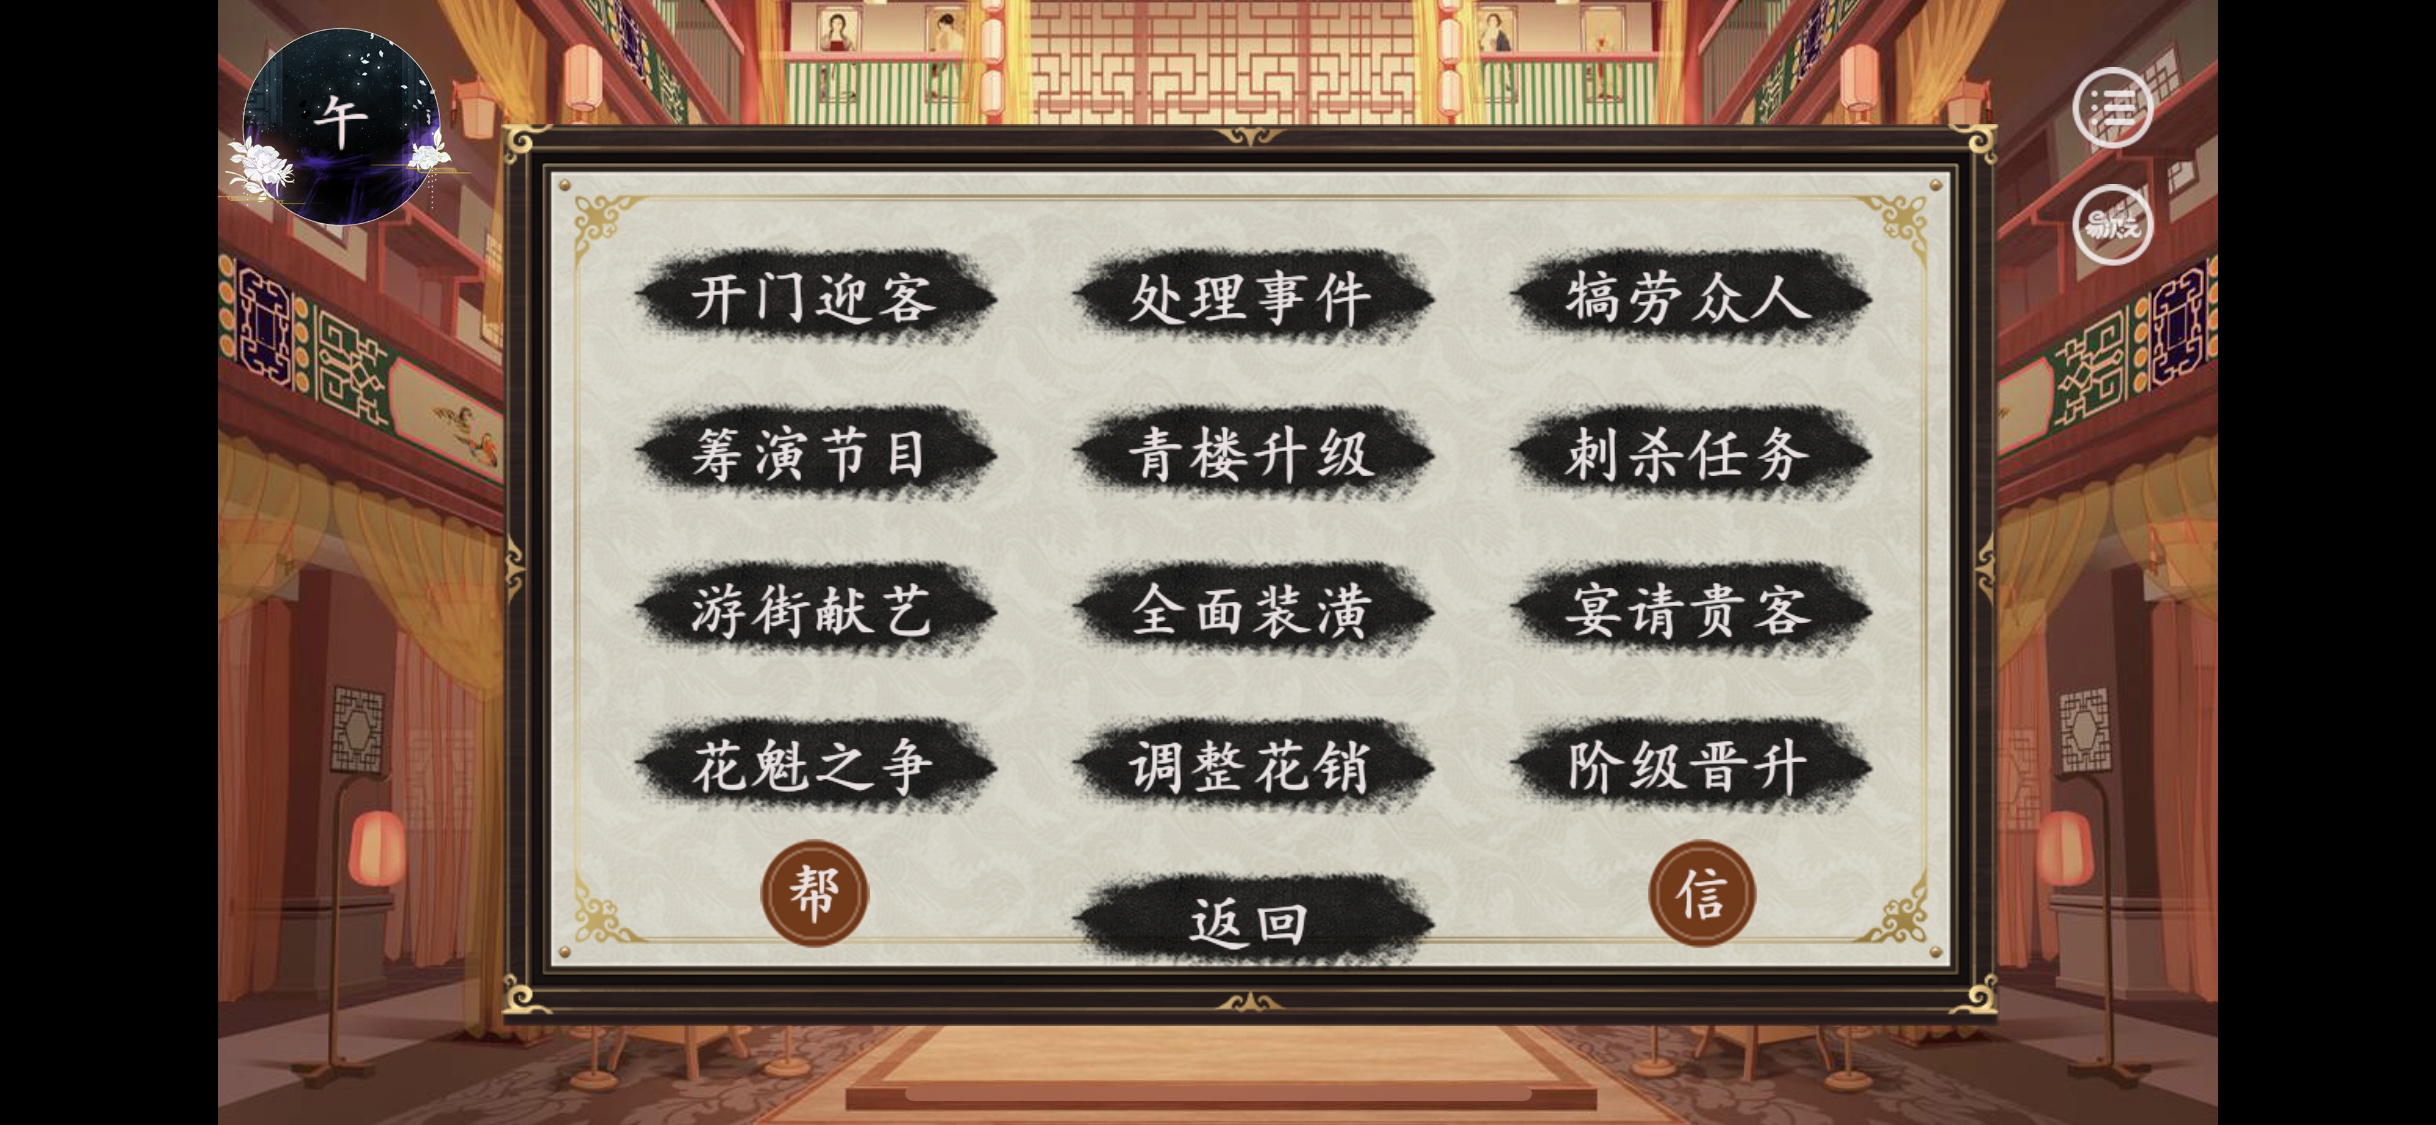 午
开门迎客 处理事件 犒劳众人
筹演节目 青楼升级 刺杀任务
游街献艺 全面装潢 宴请贵客
花魁之争 调整花销 阶级晋升
帮 返回 信